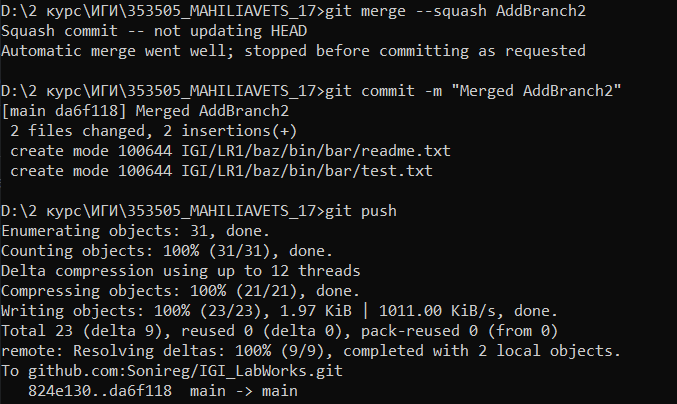 D:\2 курс\ИГИ\353505_MAHILIAVETS_17>git merge --squash AddBranch2
Squash commit -- not updating HEAD
Automatic merge went well; stopped before committing as requested
D:\2 курс\ИГИ\353505_MAHILIAVETS_17>git commit -m "Merged AddBranch2"
[main da6f118] Merged AddBranch2
 2 files changed, 2 insertions(+)
 create mode 100644 IGI/LR1/baz/bin/bar/readme.txt
 create mode 100644 IGI/LR1/baz/bin/bar/test.txt
D:\2 курс\ИГИ\353505_MAHILIAVETS_17>git push
Enumerating objects: 31, done.
Counting objects: 100% (31/31), done.
Delta compression using up to 12 threads
Compressing objects: 100% (21/21), done.
Writing objects: 100% (23/23), 1.97 KiB | 1011.00 KiB/s, done.
Total 23 (delta 9), reused 0 (delta 0), pack-reused 0 (from 0)
remote: Resolving deltas: 100% (9/9), completed with 2 local objects.
To github.com:Sonireg/IGI_LabWorks.git
   824e130..da6f118  main -> main